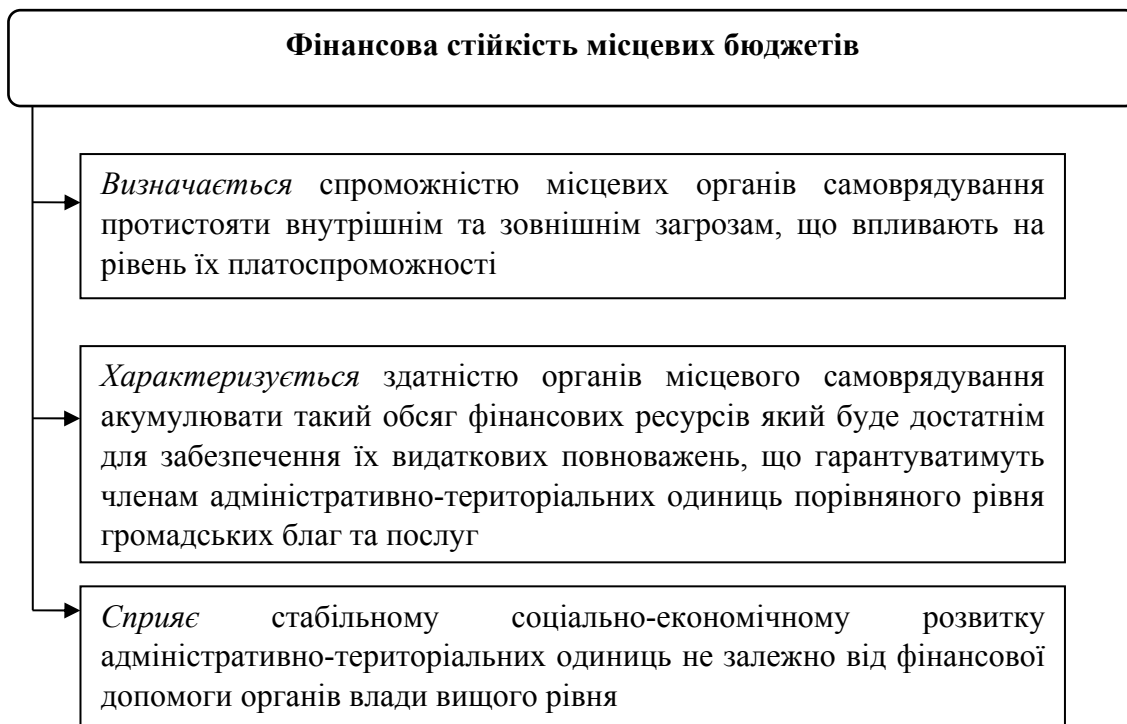 Фінансова стійкість місцевих бюджетів
Визначається спроможністю місцевих органів самоврядування
протистояти внутрішнім та зовнішнім загрозам, що впливають на
рівень їх платоспроможності
Характеризується здатністю органів місцевого самоврядування
акумулювати такий обсяг фінансових ресурсів який буде достатнім
для забезпечення їх видаткових повноважень, що гарантуватимуть
членам адміністративно-територіальних одиниць порівняного рівня
громадських благ та послуг
Сприяє стабільному соціально-економічному розвитку
адміністративно-територіальних одиниць не залежно від фінансової
допомоги органів влади вищого рівня